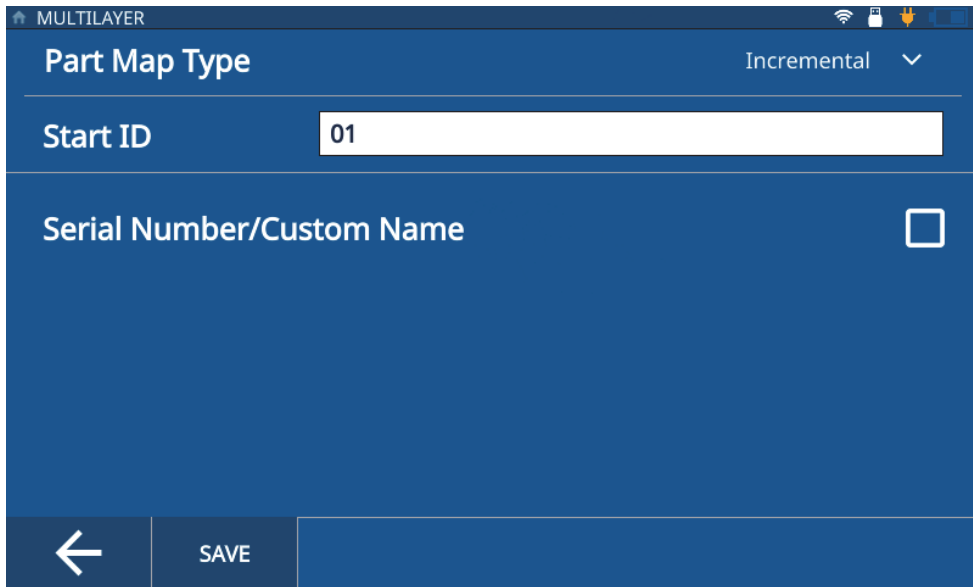 MULTILAYER
Part Map Type Incremental
Start ID 01
Serial Number/Custom Name
SAVE